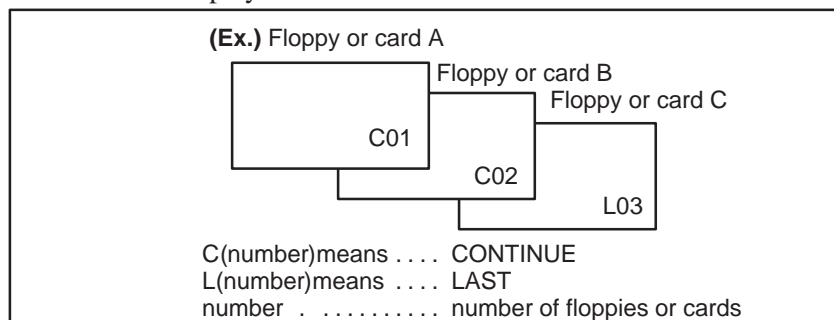 (Ex.) Floppy or card A
Floppy or card B
Floppy or card C
C01
C02
L03
C(number)means . . . . CONTINUE
L(number)means . . . . LAST
number . . . . . . . . . . . number of floppies or cards